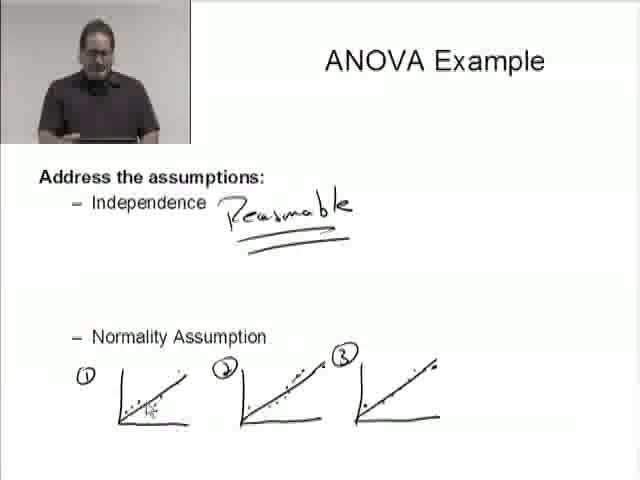 ANOVA Example
Address the assumptions:
– Independence Reasonable
– Normality Assumption
① ② ③